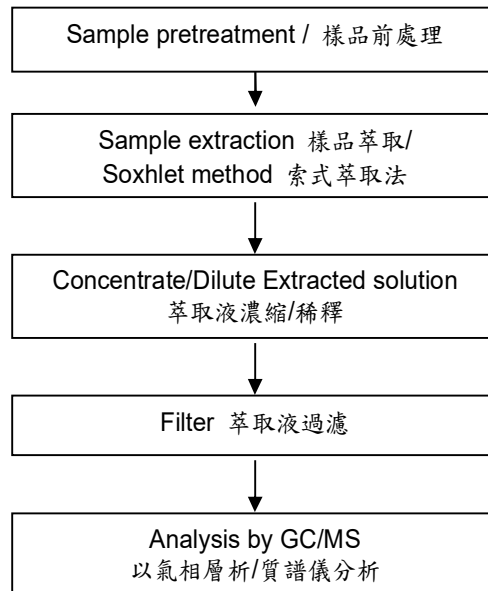 Sample pretreatment / 樣品前處理
Sample extraction 樣品萃取/
Soxhlet method 索式萃取法
Concentrate/Dilute Extracted solution
萃取液濃縮/稀釋
Filter 萃取液過濾
Analysis by GC/MS
以氣相層析/質譜儀分析